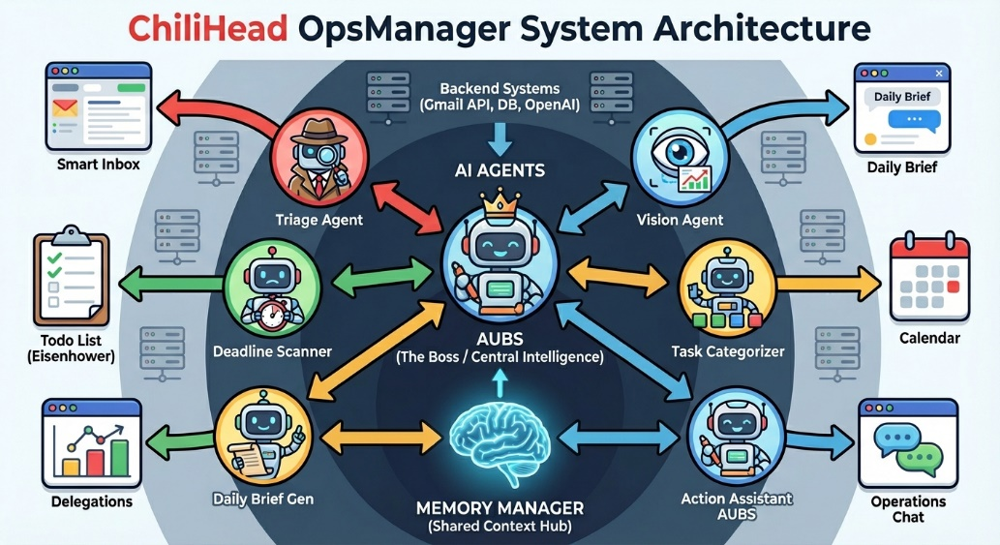 ChiliHead OpsManager System Architecture
Backend Systems
(Gmail API, DB, OpenAI)
Daily Brief
Smart Inbox
AI AGENTS
Daily Brief
Triage Agent
Vision Agent
Todo List
(Eisenhower)
Deadline Scanner
AUBS
(The Boss / Central Intelligence)
Task Categorizer
Calendar
Delegations
Daily Brief Gen
MEMORY MANAGER
(Shared Context Hub)
Action Assistant
AUBS
Operations
Chat